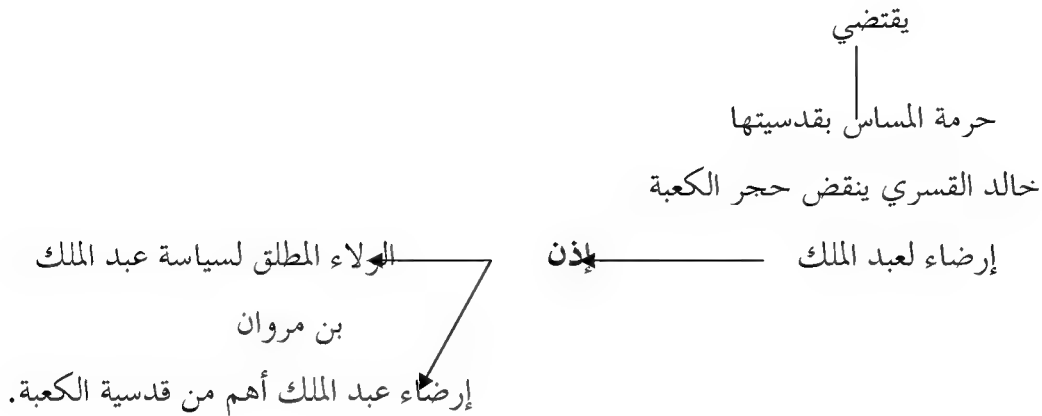 يقتضي
حرمة المساس بقدسيتها
خالد القسري ينقض حجر الكعبة
إرضاء لعبد الملك إذن الولاء المطلق لسياسة عبد الملك
بن مروان
إرضاء عبد الملك أهم من قدسية الكعبة.